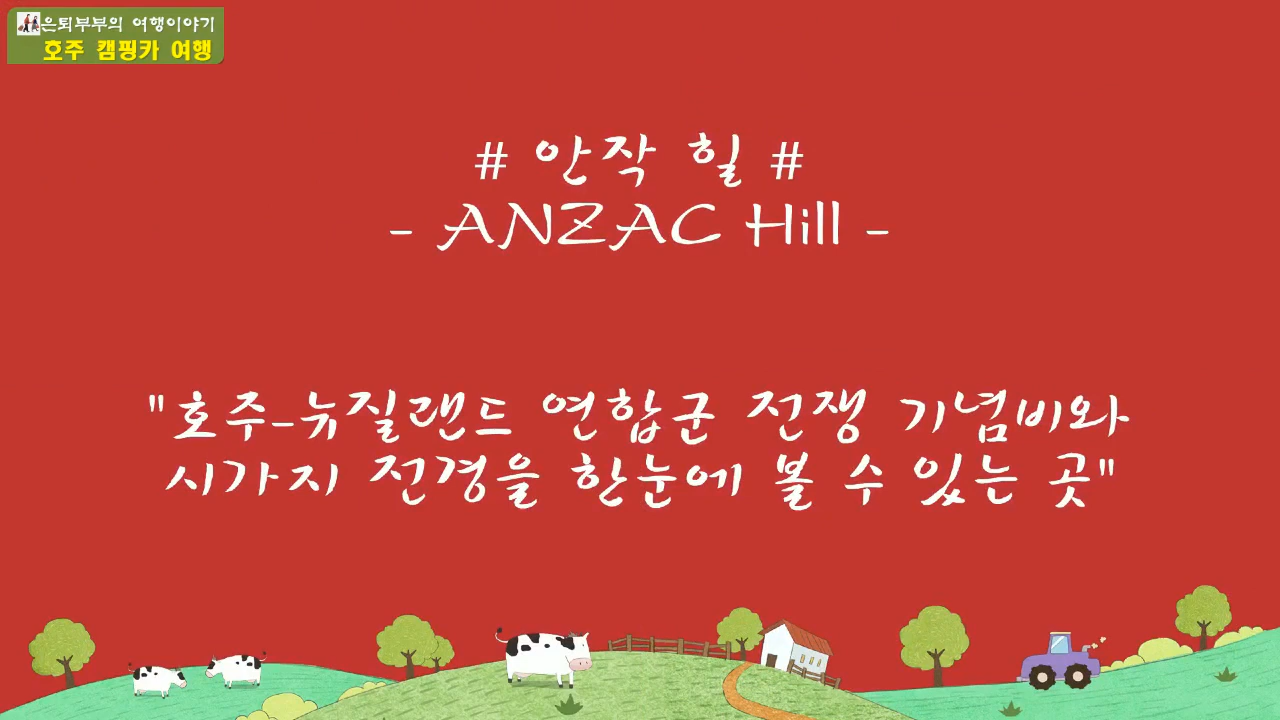 은퇴부부의 여행이야기
호주 캠핑카 여행
# 안작 힐 #
- ANZAC Hill -
"호주-뉴질랜드 연합군 전쟁 기념비와
시가지 전경을 한눈에 볼 수 있는 곳"